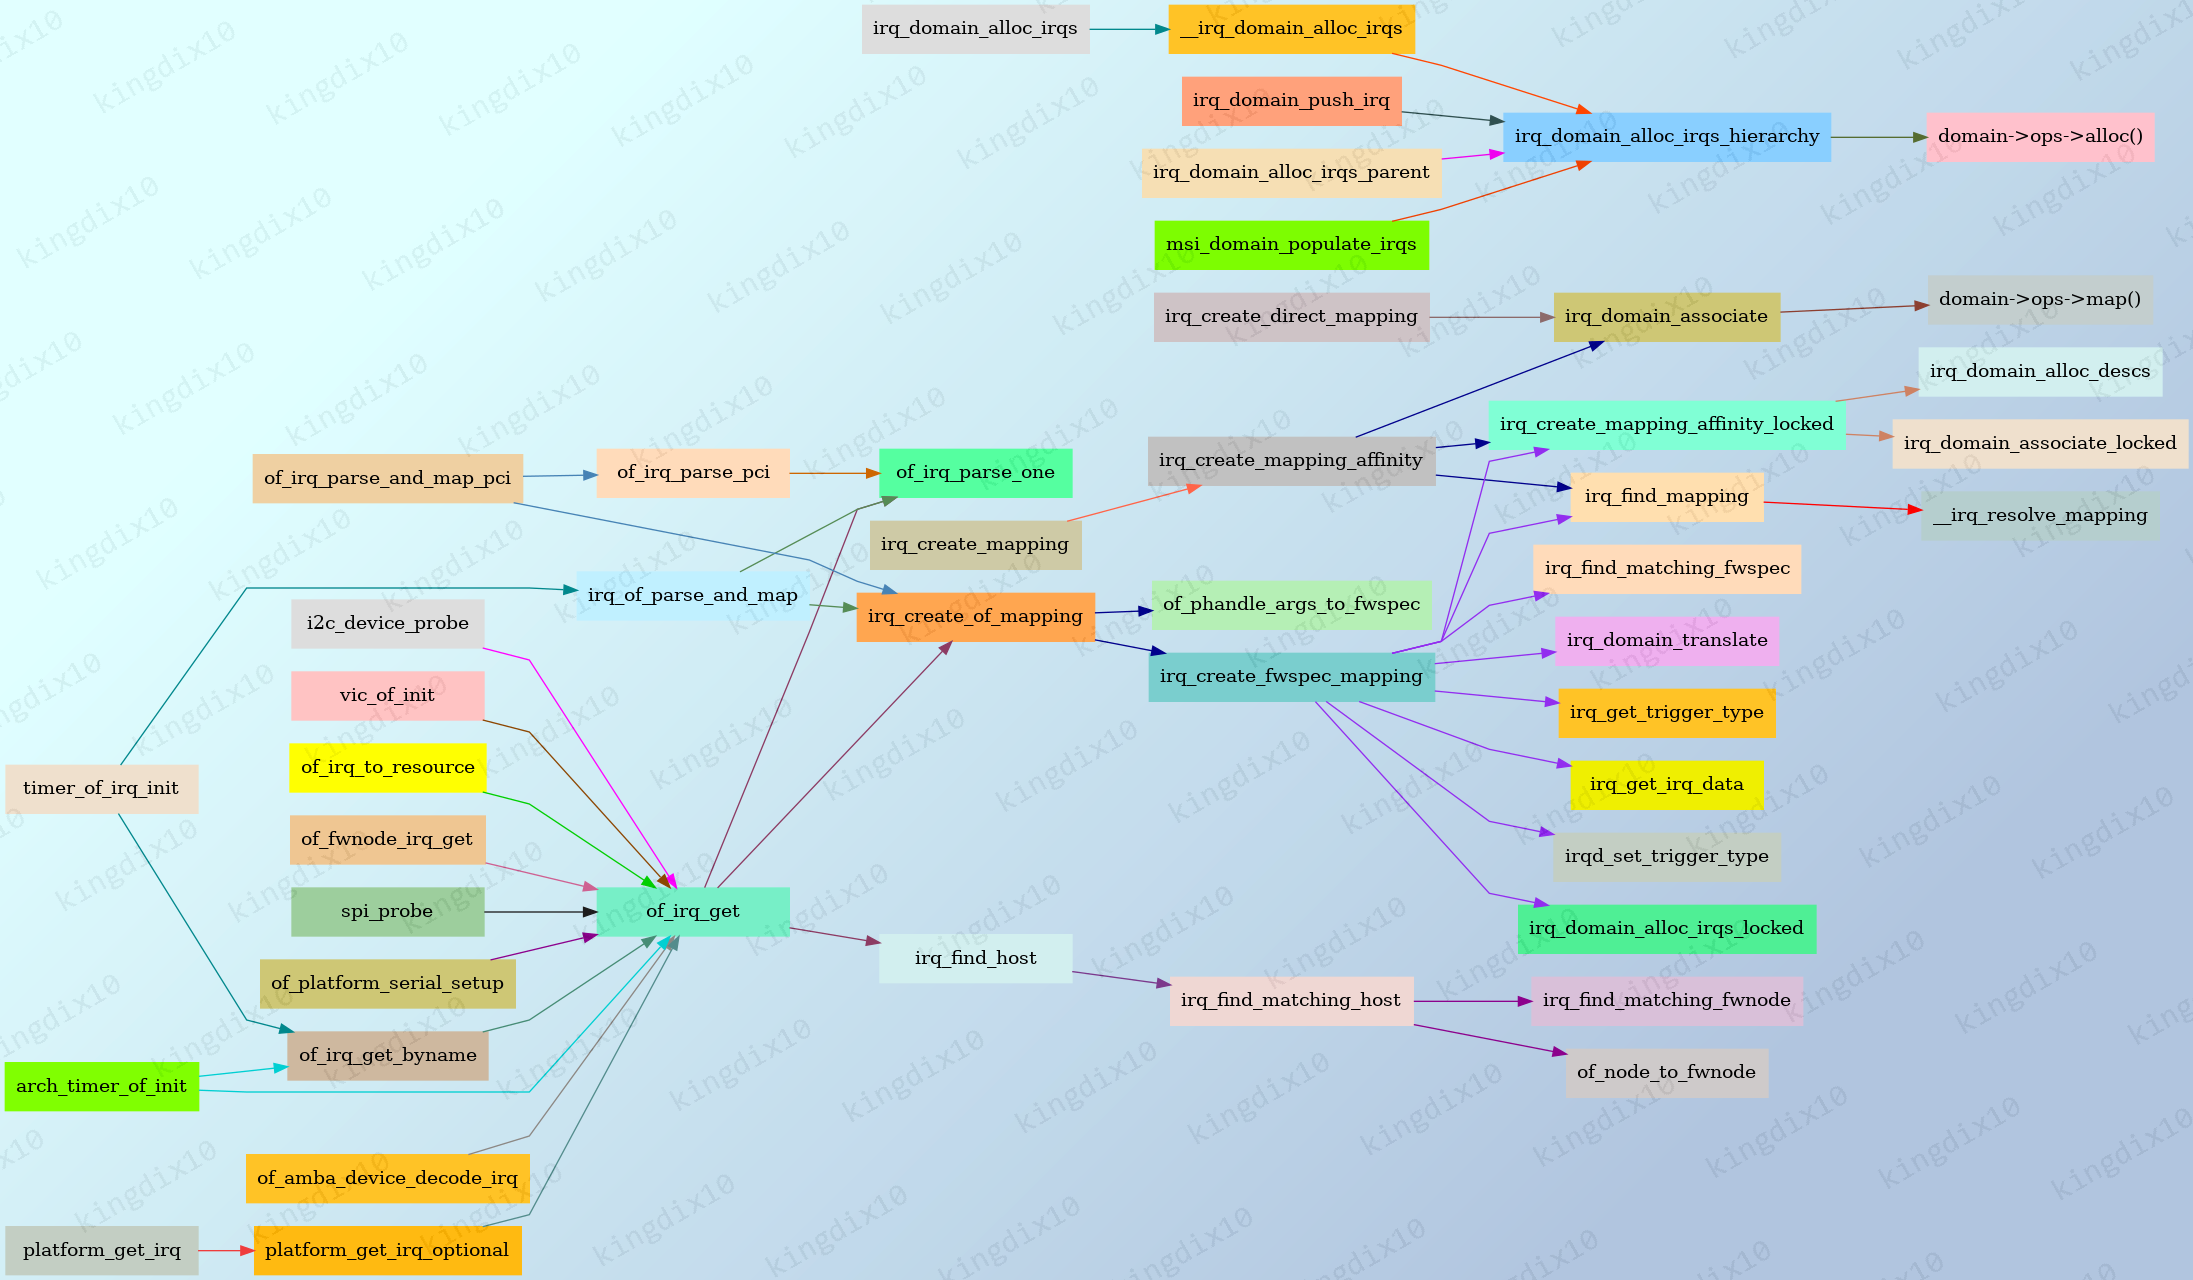 irq_domain_alloc_irqs
__irq_domain_alloc_irqs
irq_domain_push_irq
irq_domain_alloc_irqs_hierarchy
domain->ops->alloc()
irq_domain_alloc_irqs_parent
msi_domain_populate_irqs
irq_create_direct_mapping
irq_domain_associate
domain->ops->map()
irq_domain_alloc_descs
irq_create_mapping_affinity_locked
irq_domain_associate_locked
of_irq_parse_and_map_pci
of_irq_parse_pci
of_irq_parse_one
irq_create_mapping_affinity
irq_find_mapping
__irq_resolve_mapping
irq_create_mapping
irq_find_matching_fwspec
irq_of_parse_and_map
irq_create_of_mapping
of_phandle_args_to_fwspec
i2c_device_probe
irq_domain_translate
irq_create_fwspec_mapping
vic_of_init
irq_get_trigger_type
of_irq_to_resource
timer_of_irq_init
irq_get_irq_data
of_fwnode_irq_get
irqd_set_trigger_type
spi_probe
of_irq_get
irq_domain_alloc_irqs_locked
irq_find_host
of_platform_serial_setup
irq_find_matching_host
irq_find_matching_fwnode
of_irq_get_byname
of_node_to_fwnode
arch_timer_of_init
of_amba_device_decode_irq
platform_get_irq
platform_get_irq_optional
kingdix10